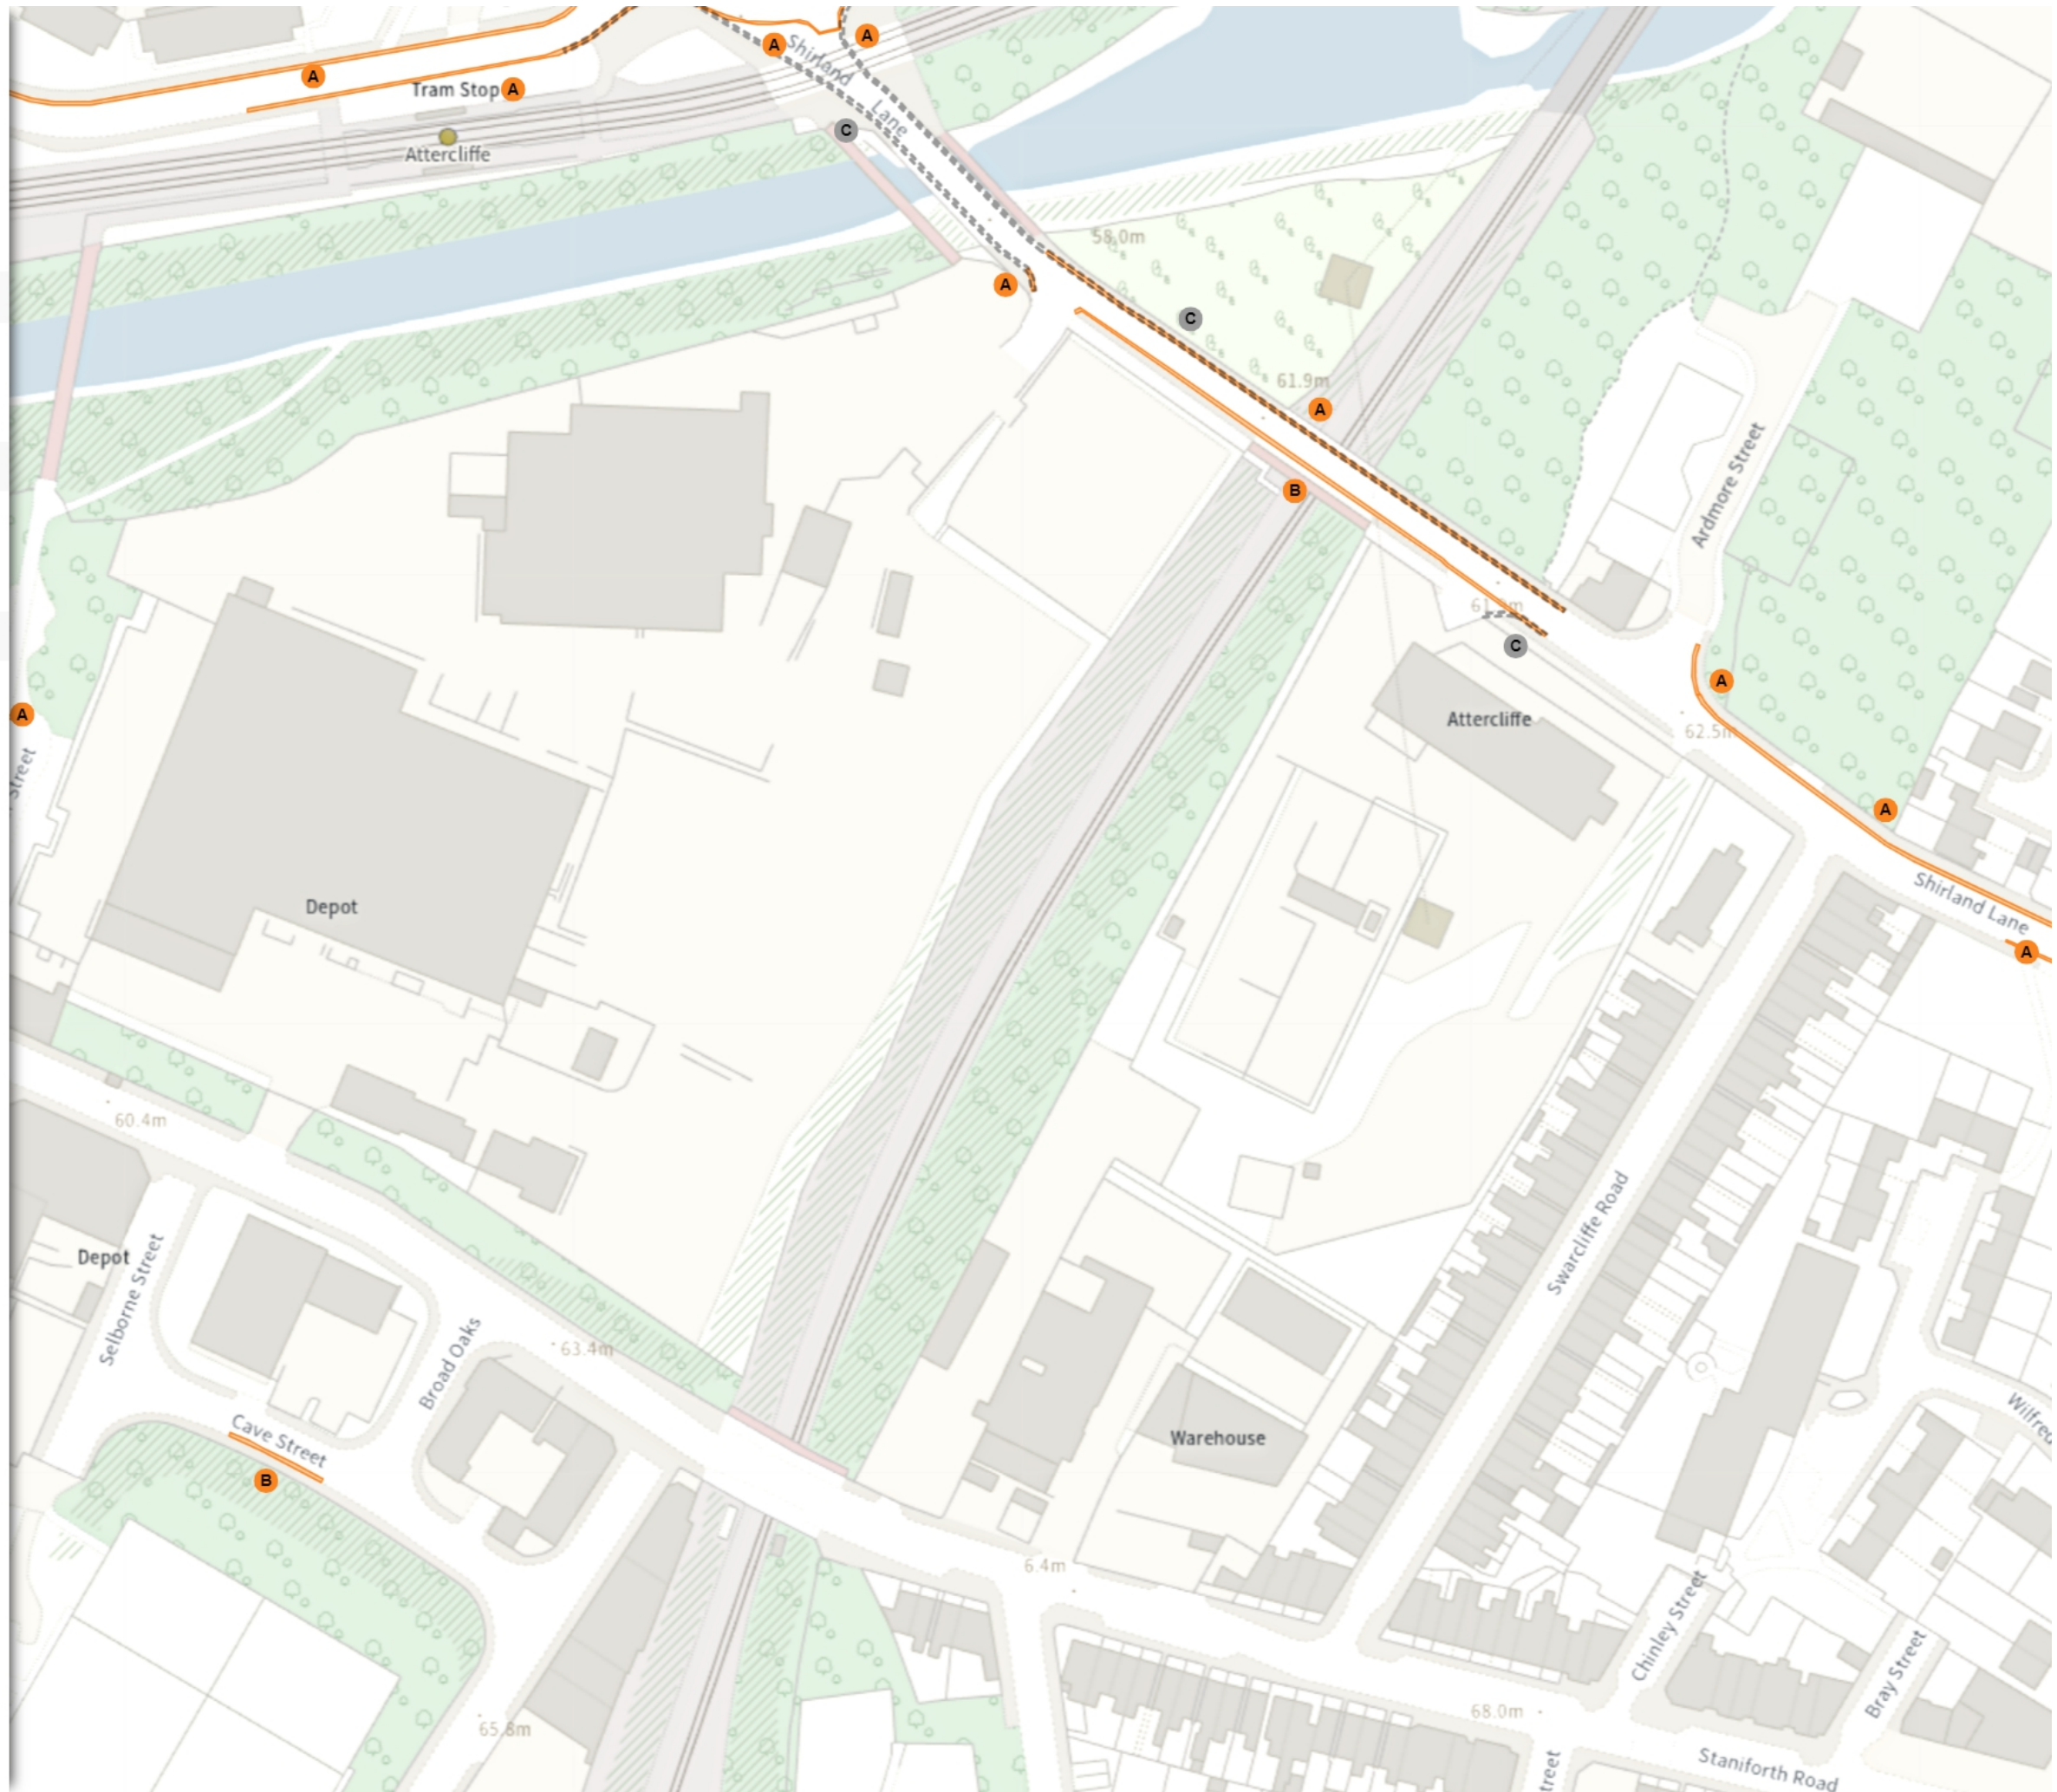 A
A
Shirland
A
Tram Stop
A
Lane
C
Attercliffe
58.0m
A
C
61.9m
A
B
Ardmore Street
C
A
A
62.5m
Attercliffe
Street
A
Depot
Shirland Lane
A
60.4m
Swarcliffe Road
Depot
Selborne Street
Broad Oaks
63.4m
Cave Street
B
Warehouse
6.4m
Chinley Street
Bray Street
65.8m
68.0m
Staniforth Road